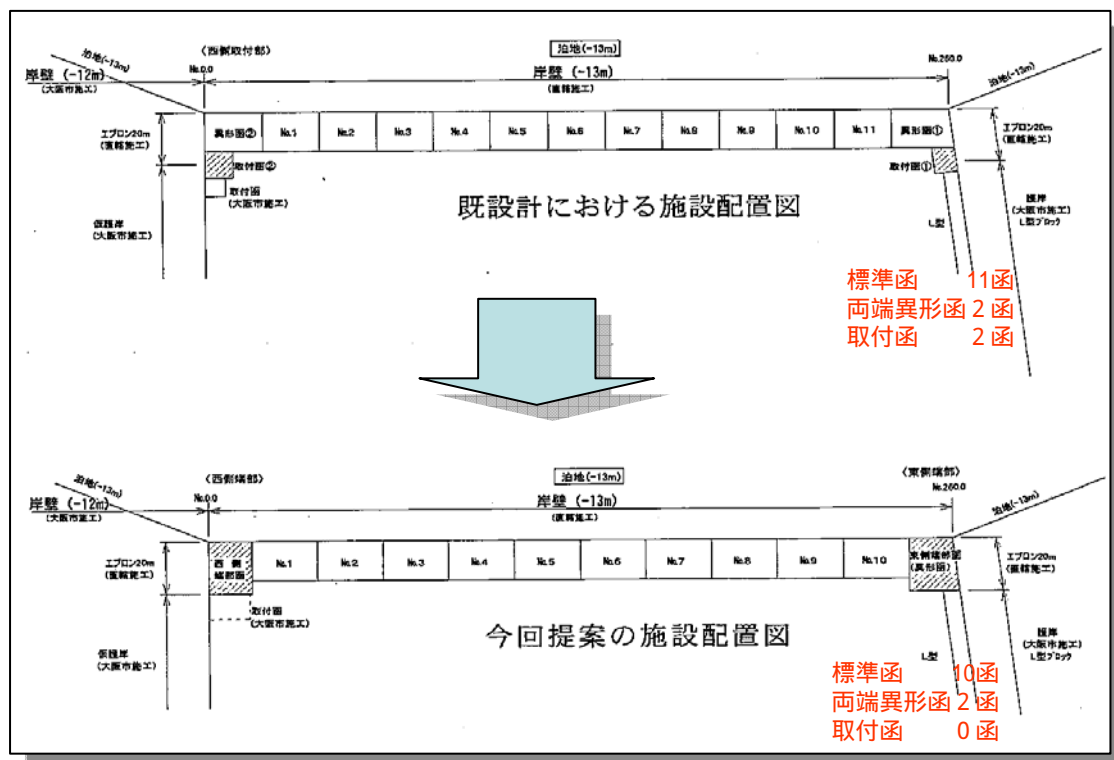 〈西側取付部〉
泊地(-13m)
泊地(-13m)
No.0.0
No.260.0
泊地(-13m)
岸壁 (-12m)
(大阪市施工)
岸壁 (-13m)
(直轄施工)
エプロン20m
(直轄施工)
異形函②
No.1
No.2
No.3
No.4
No.5
No.6
No.7
No.8
No.9
No.10
No.11
異形函①
エプロン20m
(直轄施工)
取付函②
取付函①
取付函
(大阪市施工)
仮護岸
(大阪市施工)
既設計における施設配置図
L型
護岸
(大阪市施工)
L型ブロック
標準函 11函
両端異形函 2 函
取付函 2 函
〈西側端部〉
泊地(-13m)
泊地(-13m)
〈東側端部〉
No.0.0
No.260.0
泊地(-13m)
岸壁 (-12m)
(大阪市施工)
岸壁 (-13m)
(直轄施工)
エプロン20m
(直轄施工)
西側
端部函
No.1
No.2
No.3
No.4
No.5
No.6
No.7
No.8
No.9
No.10
東側端部函
(異形函)
エプロン20m
(直轄施工)
取付函
(大阪市施工)
仮護岸
(大阪市施工)
今回提案の施設配置図
L型
護岸
(大阪市施工)
L型ブロック
標準函 10函
両端異形函 2 函
取付函 0 函